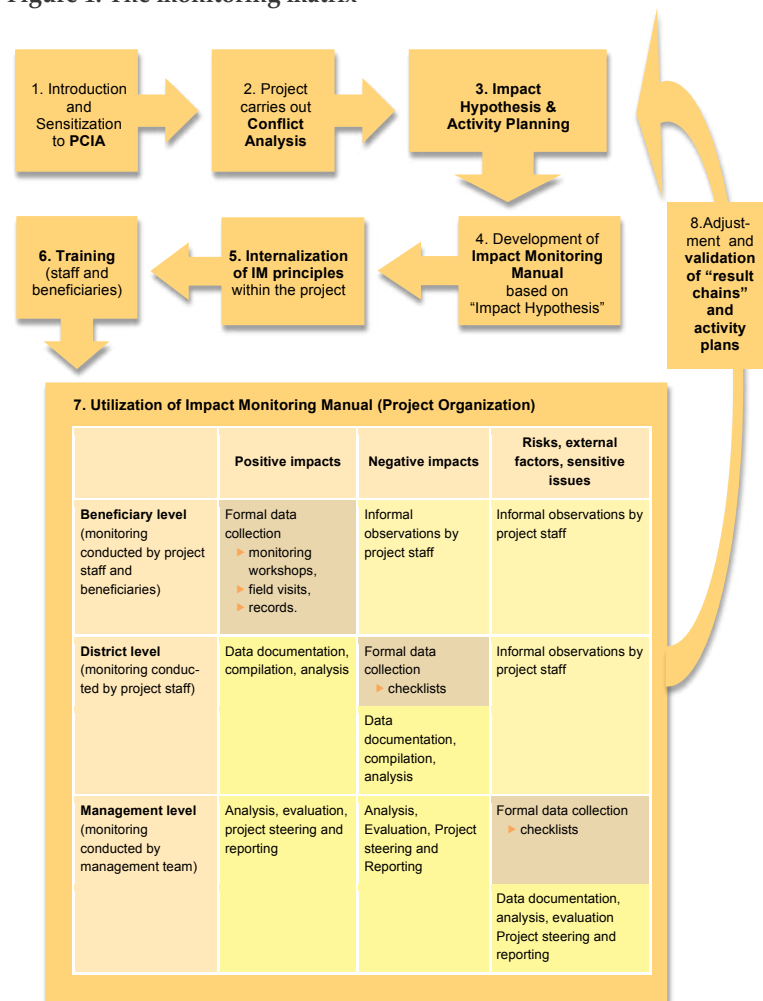 Figure 1: The monitoring matrix
1. Introduction
and
Sensitization
to PCIA
2. Project
carries out
Conflict
Analysis
3. Impact
Hypothesis &
Activity Planning
4. Development of
Impact Monitoring
Manual
based on
“Impact Hypothesis”
5. Internalization
of IM principles
within the project
6. Training
(staff and
beneficiaries)
8.Adjust-
ment and
validation
of “result
chains”
and
activity
plans
7. Utilization of Impact Monitoring Manual (Project Organization)
Positive impacts
Negative impacts
Risks, external
factors, sensitive
issues
Beneficiary level
(monitoring
conducted by project
staff and
beneficiaries)
Formal data
collection
monitoring
workshops,
field visits,
records.
Informal
observations by
project staff
Informal observations by
project staff
District level
(monitoring conduc-
ted by project staff)
Data documentation,
compilation, analysis
Formal data
collection
checklists
Data
documentation,
compilation,
analysis
Informal observations by
project staff
Management level
(monitoring
conducted by
management team)
Analysis, evaluation,
project steering and
reporting
Analysis,
Evaluation, Project
steering and
Reporting
Formal data collection
checklists
Data documentation,
analysis, evaluation
Project steering and
reporting